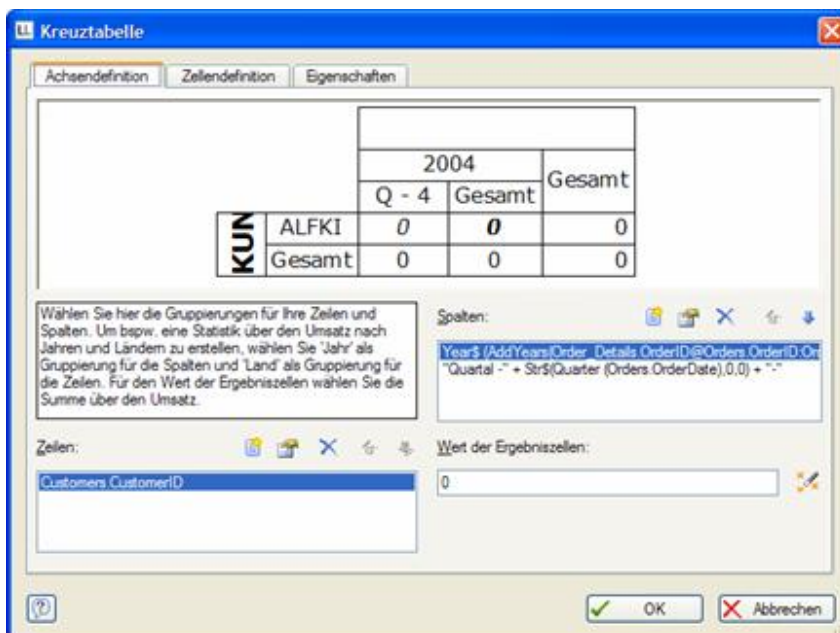 LL Kreuztabelle
Achsendefinition Zellendefinition Eigenschaften
2004
Gesamt
Q - 4 Gesamt
KUN
ALFKI 0 0 0
Gesamt 0 0 0
Wählen Sie hier die Gruppierungen für Ihre Zeilen und
Spalten. Um bspw. eine Statistik über den Umsatz nach
Jahren und Ländern zu erstellen, wählen Sie 'Jahr' als
Gruppierung für die Spalten und 'Land' als Gruppierung für
die Zeilen. Für den Wert der Ergebniszellen wählen Sie die
Summe über den Umsatz.
Spalten:
Year$ (AddYears(Order_Details.OrderID@Orders.OrderID:Or
"Quartal -" + Str$(Quarter (Orders.OrderDate),0,0) + "-"
Zeilen:
Customers.CustomerID
Wert der Ergebniszellen:
0
OK Abbrechen